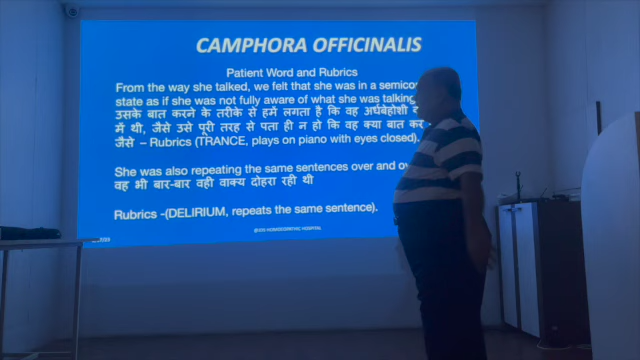 CAMPHORA OFFICINALIS
Patient Word and Rubrics
From the way she talked, we felt that she was in a
state as if she was not fully aware of what she was talking
उसके बात करने के तरीके से हमें लगता है कि वह अर्धबेहोशी
में थी, जैसे उसे पूरी तरह से पता ही न हो कि वह क्या बात कर
जैसे – Rubrics (TRANCE, plays on piano with eyes closed).
She was also repeating the same sentences over and
वह भी बार-बार वही वाक्य दोहरा रही थी
Rubrics -(DELIRIUM, repeats the same sentence).
HOMOEOPATHIC HOSPITAL